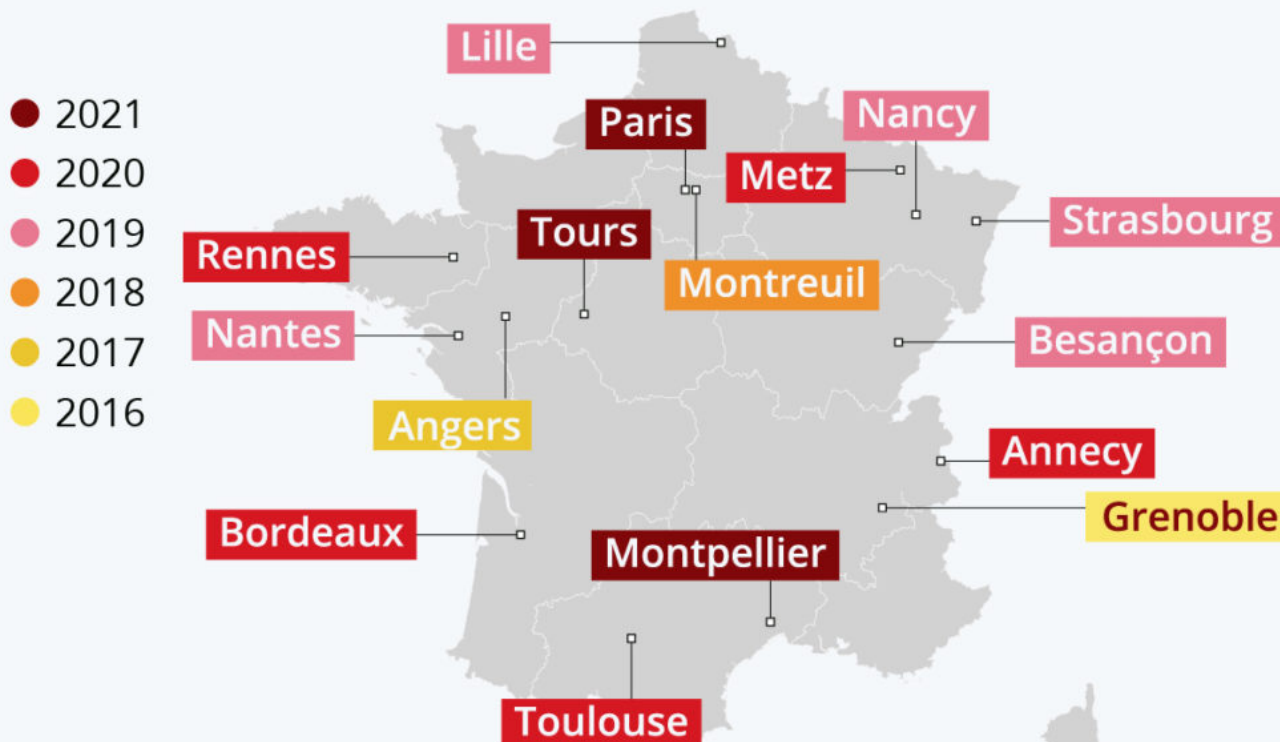 2021
2020
2019
2018
2017
2016
Lille
Paris
Nancy
Metz
Strasbourg
Tours
Rennes
Montreuil
Nantes
Besançon
Angers
Annecy
Grenoble
Bordeaux
Montpellier
Toulouse